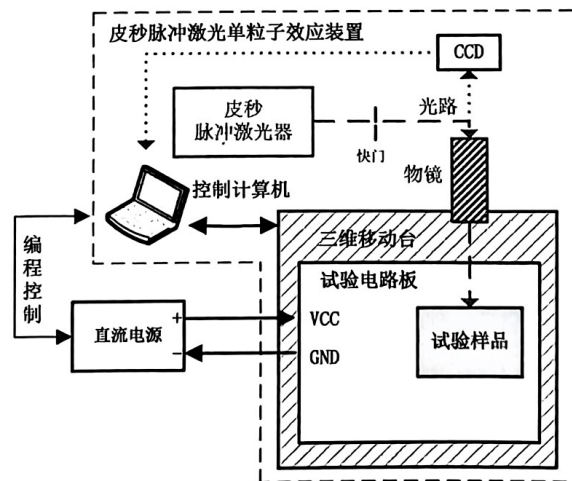 皮秒脉冲激光单粒子效应装置
CCD
皮秒
脉冲激光器
光路
快门
物镜
控制计算机
三维移动台
编程控制
试验电路板
直流电源
+
−
VCC
GND
试验样品